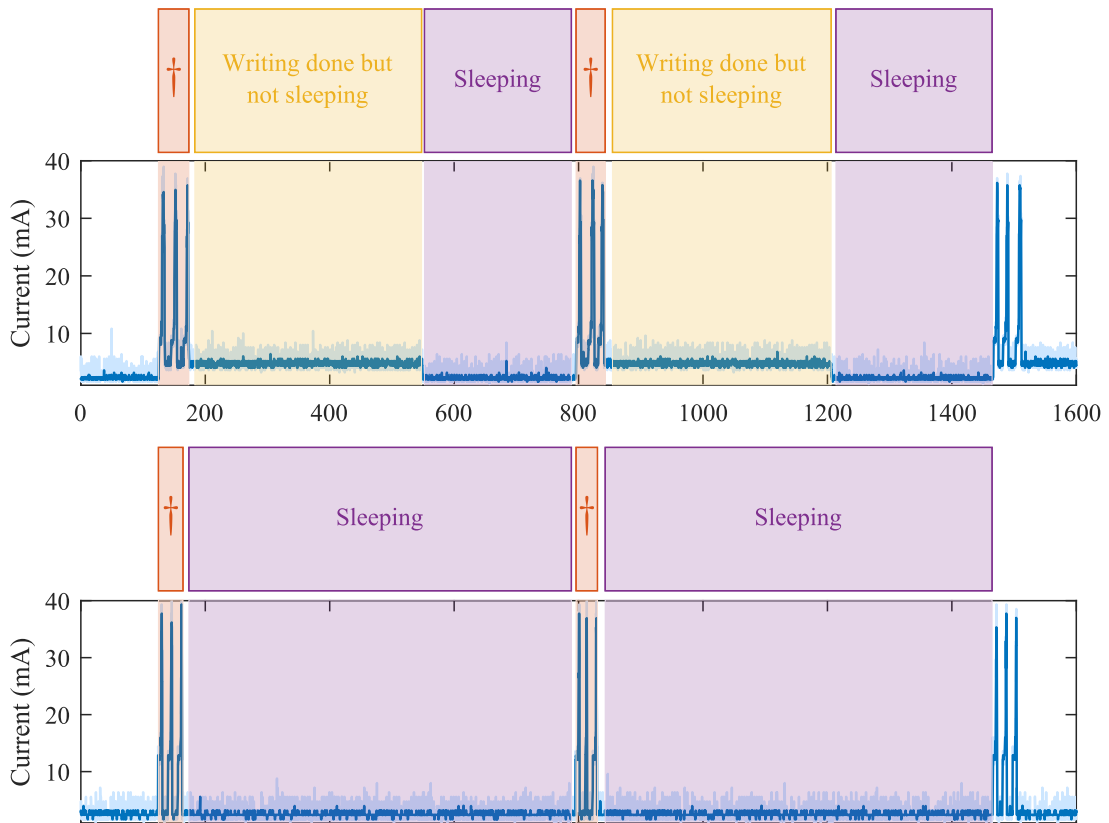 †
Writing done but
not sleeping
Sleeping
†
Writing done but
not sleeping
Sleeping
Current (mA)
40
30
20
10
0 200 400 600 800 1000 1200 1400 1600
†
Sleeping
†
Sleeping
Current (mA)
40
30
20
10